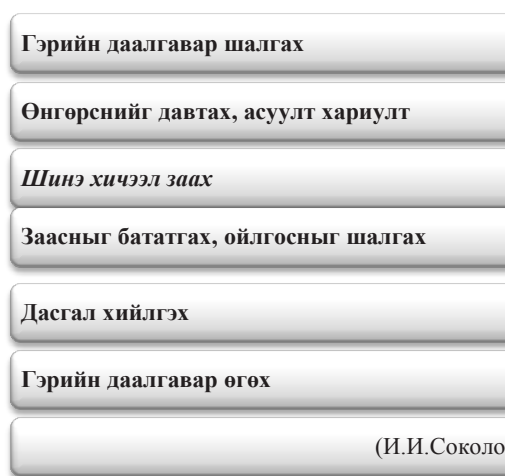 Гэрийн даалгавар шалгах
Өнгөрснийг давтах, асуулт хариулт
Шинэ хичээл заах
Заасныг бататгах, ойлгосныг шалгах
Дасгал хийлгэх
Гэрийн даалгавар өгөх
(И.И.Соколо